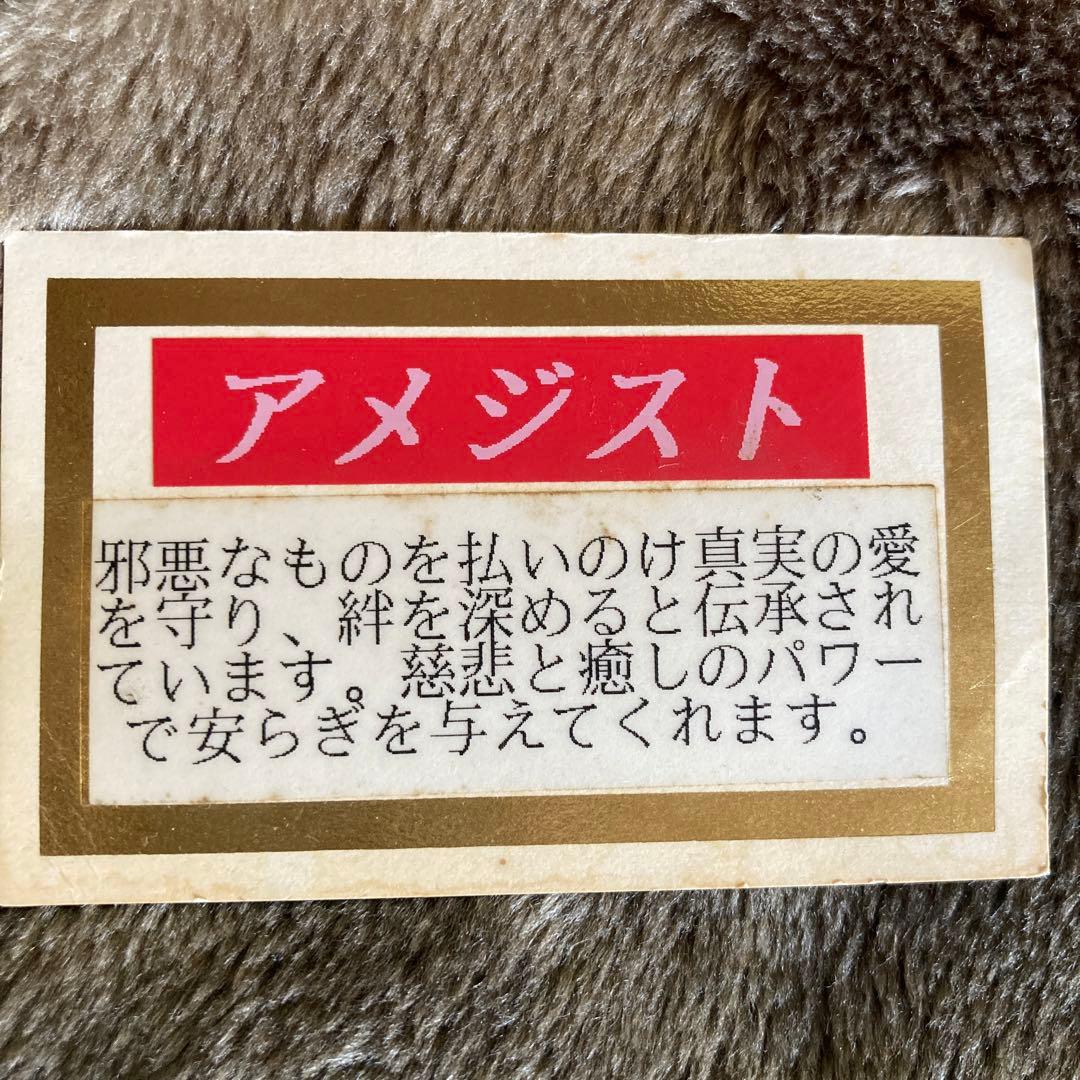 アメジスト
邪悪なものを払いのけ真実の愛
を守り、絆を深めると伝承され
ています。慈悲と癒しのパワー
で安らぎを与えてくれます。